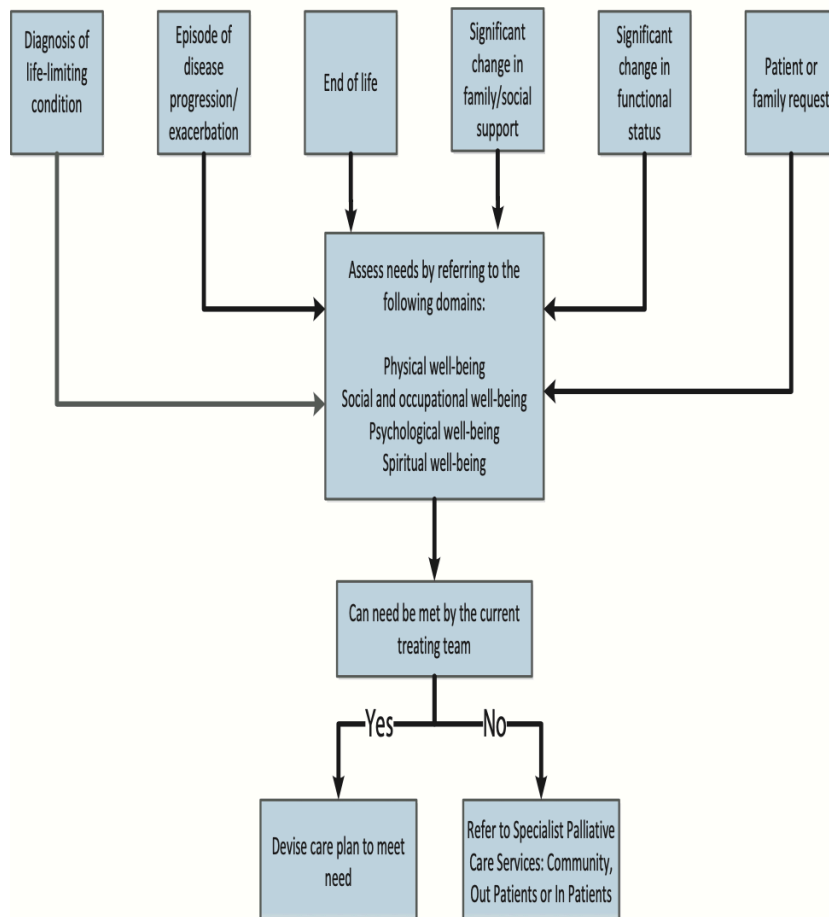 Diagnosis of
life-limiting
condition
Episode of
disease
progression/
exacerbation
End of life
Significant
change in
family/social
support
Significant
change in
functional
status
Patient or
family request
Assess needs by referring to the
following domains:
Physical well-being
Social and occupational well-being
Psychological well-being
Spiritual well-being
Can need be met by the current
treating team
Yes
No
Devise care plan to meet
need
Refer to Specialist Palliative
Care Services: Community,
Out Patients or In Patients